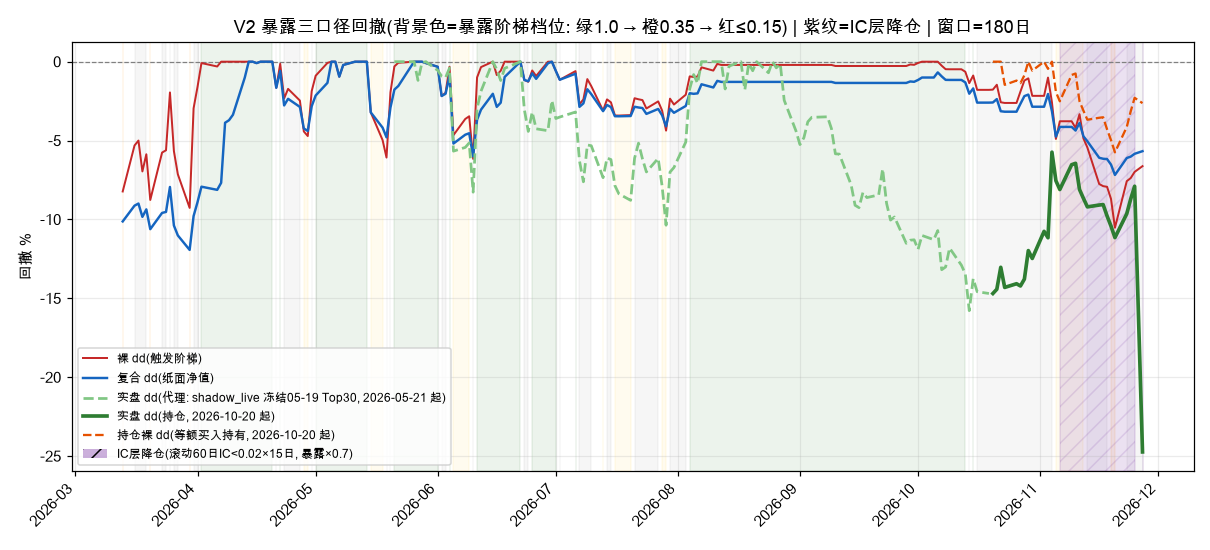 V2 暴露三口径回撤(背景色=暴露阶梯档位: 绿1.0 → 橙0.35 → 红≤0.15) | 紫纹=IC层降仓 | 窗口=180日
回撤 %
0
-5
-10
-15
-20
-25
裸 dd(触发阶梯)
复合 dd(纸面净值)
实盘 dd(代理: shadow_live 冻结05-19 Top30, 2026-05-21 起)
实盘 dd(持仓, 2026-10-20 起)
持仓裸 dd(等额买入持有, 2026-10-20 起)
IC层降仓(滚动60日IC<0.02×15日, 暴露×0.7)
2026-03
2026-04
2026-05
2026-06
2026-07
2026-08
2026-09
2026-10
2026-11
2026-12